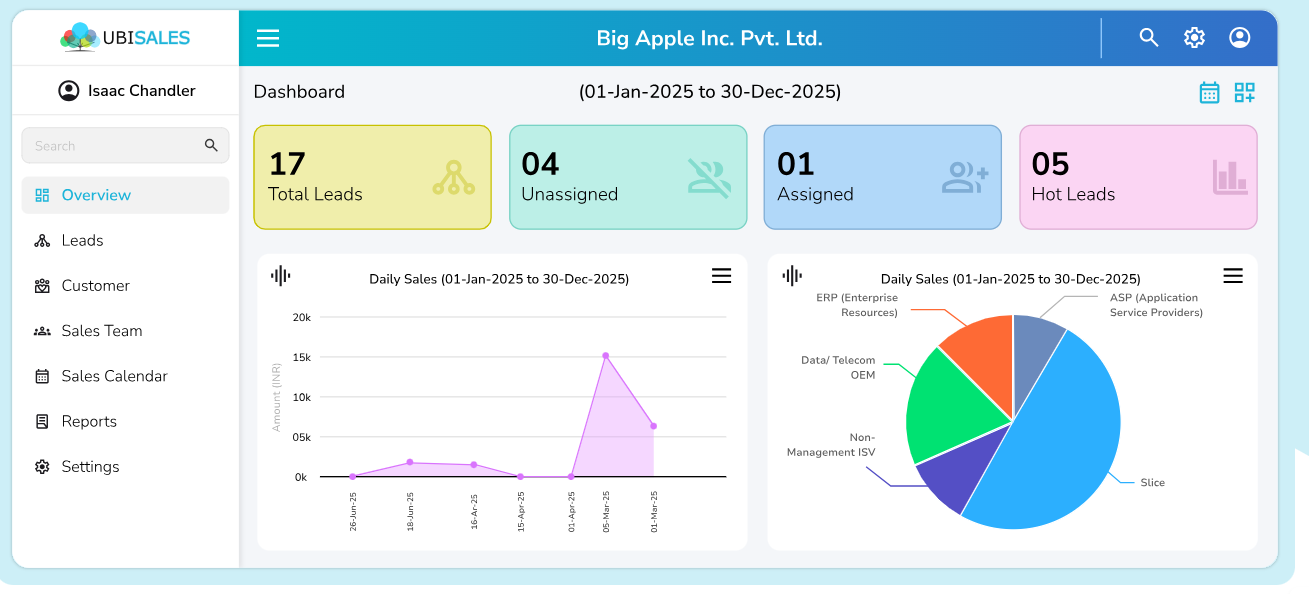 UBISALES
Big Apple Inc. Pvt. Ltd.
Isaac Chandler
Search
Overview
Leads
Customer
Sales Team
Sales Calendar
Reports
Settings
Dashboard
(01-Jan-2025 to 30-Dec-2025)
17
Total Leads
04
Unassigned
01
Assigned
05
Hot Leads
Daily Sales (01-Jan-2025 to 30-Dec-2025)
Amount (INR)
20k
15k
10k
05k
0k
26-Jun-25
18-Jun-25
16-Ar-25
15-Apr-25
01-Apr-25
05-Mar-25
01-Mar-25
Daily Sales (01-Jan-2025 to 30-Dec-2025)
ERP (Enterprise
Resources)
ASP (Application
Service Providers)
Data/ Telecom
OEM
Non-
Management ISV
Slice